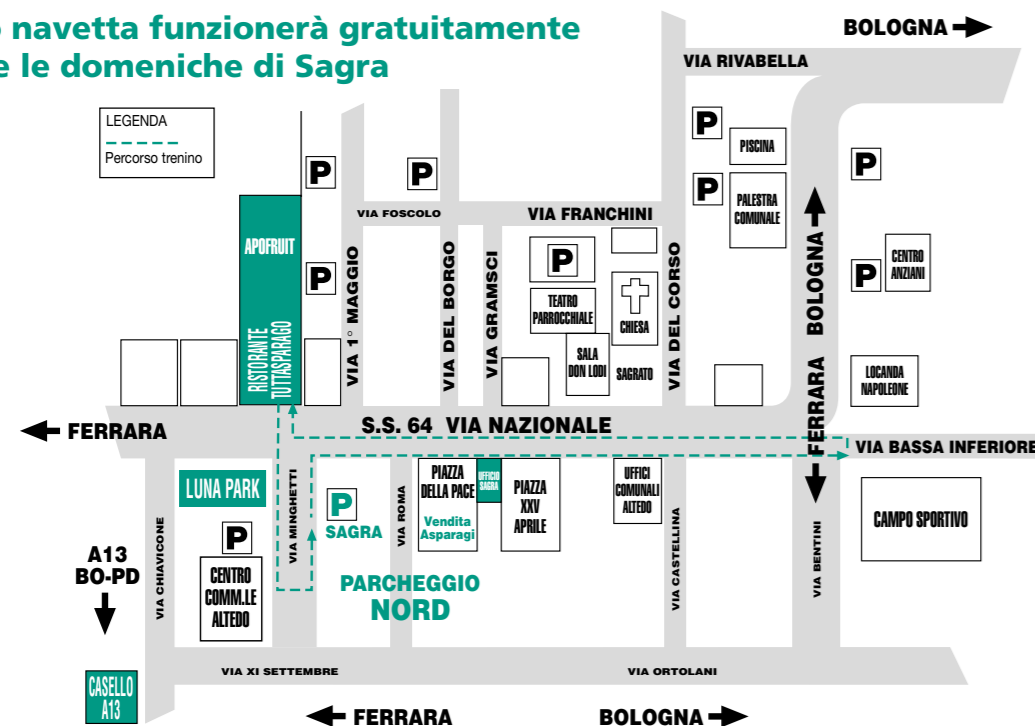 navetta funzionerà gratuitamente
le domeniche di Sagra
BOLOGNA
VIA RIVABELLA
LEGENDA
Percorso trenino
P
P
P
P
P
P
P
P
P
PISCINA
PALESTRA
COMUNALE
CENTRO
ANZIANI
LOCANDA
NAPOLEONE
APOFRUIT
RISTORANTE
TUTTASPARAGO
VIA FOSCOLO
VIA FRANCHINI
VIA 1° MAGGIO
VIA DEL BORGO
VIA GRAMSCI
VIA DEL CORSO
TEATRO
PARROCCHIALE
CHIESA
SALA
DON LODI
SAGRATO
FERRARA BOLOGNA
FERRARA
S.S. 64 VIA NAZIONALE
VIA BASSA INFERIORE
LUNA PARK
P
CENTRO
COMM.LE
ALTEDO
VIA CHIAVICONE
VIA MINGHETTI
P
SAGRA
VIA ROMA
PIAZZA
DELLA PACE
Vendita
Asparagi
UFFICIO
SAGRA
PIAZZA
XXV
APRILE
UFFICI
COMUNALI
ALTEDO
VIA CASTELLINA
VIA BENTINI
CAMPO SPORTIVO
A13
BO-PD
PARCHEGGIO
NORD
CASELLO
A13
VIA XI SETTEMBRE
VIA ORTOLANI
FERRARA
BOLOGNA